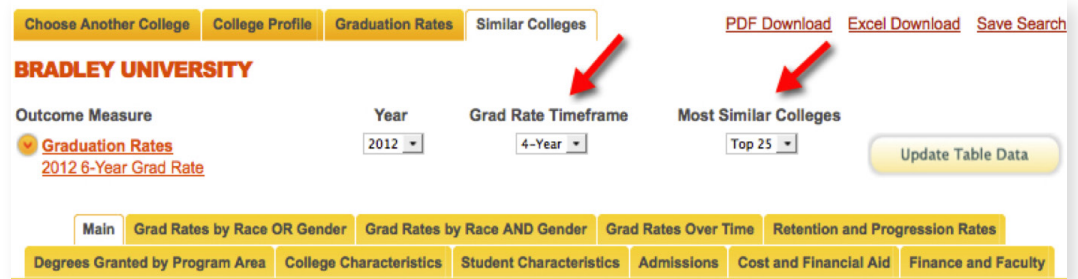 Choose Another College College Profile Graduation Rates Similar Colleges PDF Download Excel Download Save Search
BRADLEY UNIVERSITY
Outcome Measure Year Grad Rate Timeframe Most Similar Colleges
Graduation Rates 2012 4-Year Top 25 Update Table Data
2012 6-Year Grad Rate
Main Grad Rates by Race OR Gender Grad Rates by Race AND Gender Grad Rates Over Time Retention and Progression Rates
Degrees Granted by Program Area College Characteristics Student Characteristics Admissions Cost and Financial Aid Finance and Faculty